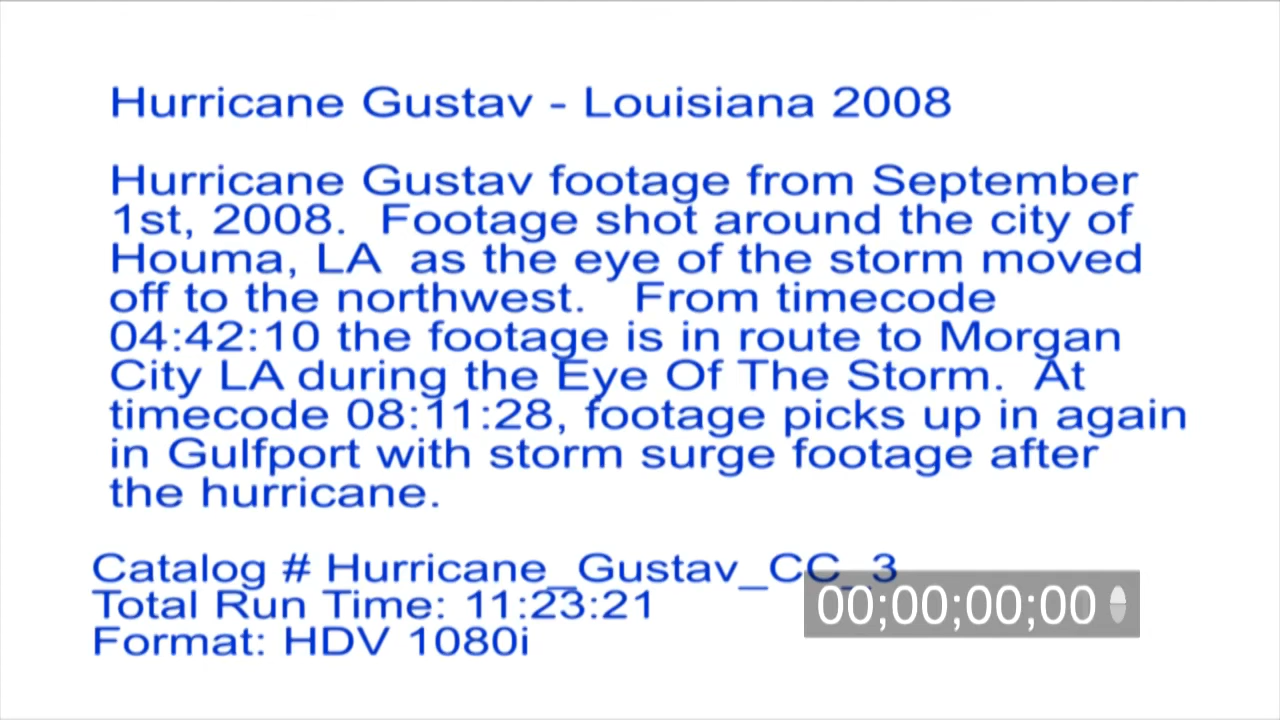 Hurricane Gustav - Louisiana 2008
Hurricane Gustav footage from September
1st, 2008.  Footage shot around the city of
Houma, LA  as the eye of the storm moved
off to the northwest.   From timecode
04:42:10 the footage is in route to Morgan
City LA during the Eye Of The Storm.  At
timecode 08:11:28, footage picks up in again
in Gulfport with storm surge footage after
the hurricane.
Catalog # Hurricane_Gustav_CC_3
Total Run Time: 11:23:21
00;00;00;00
Format: HDV 1080i